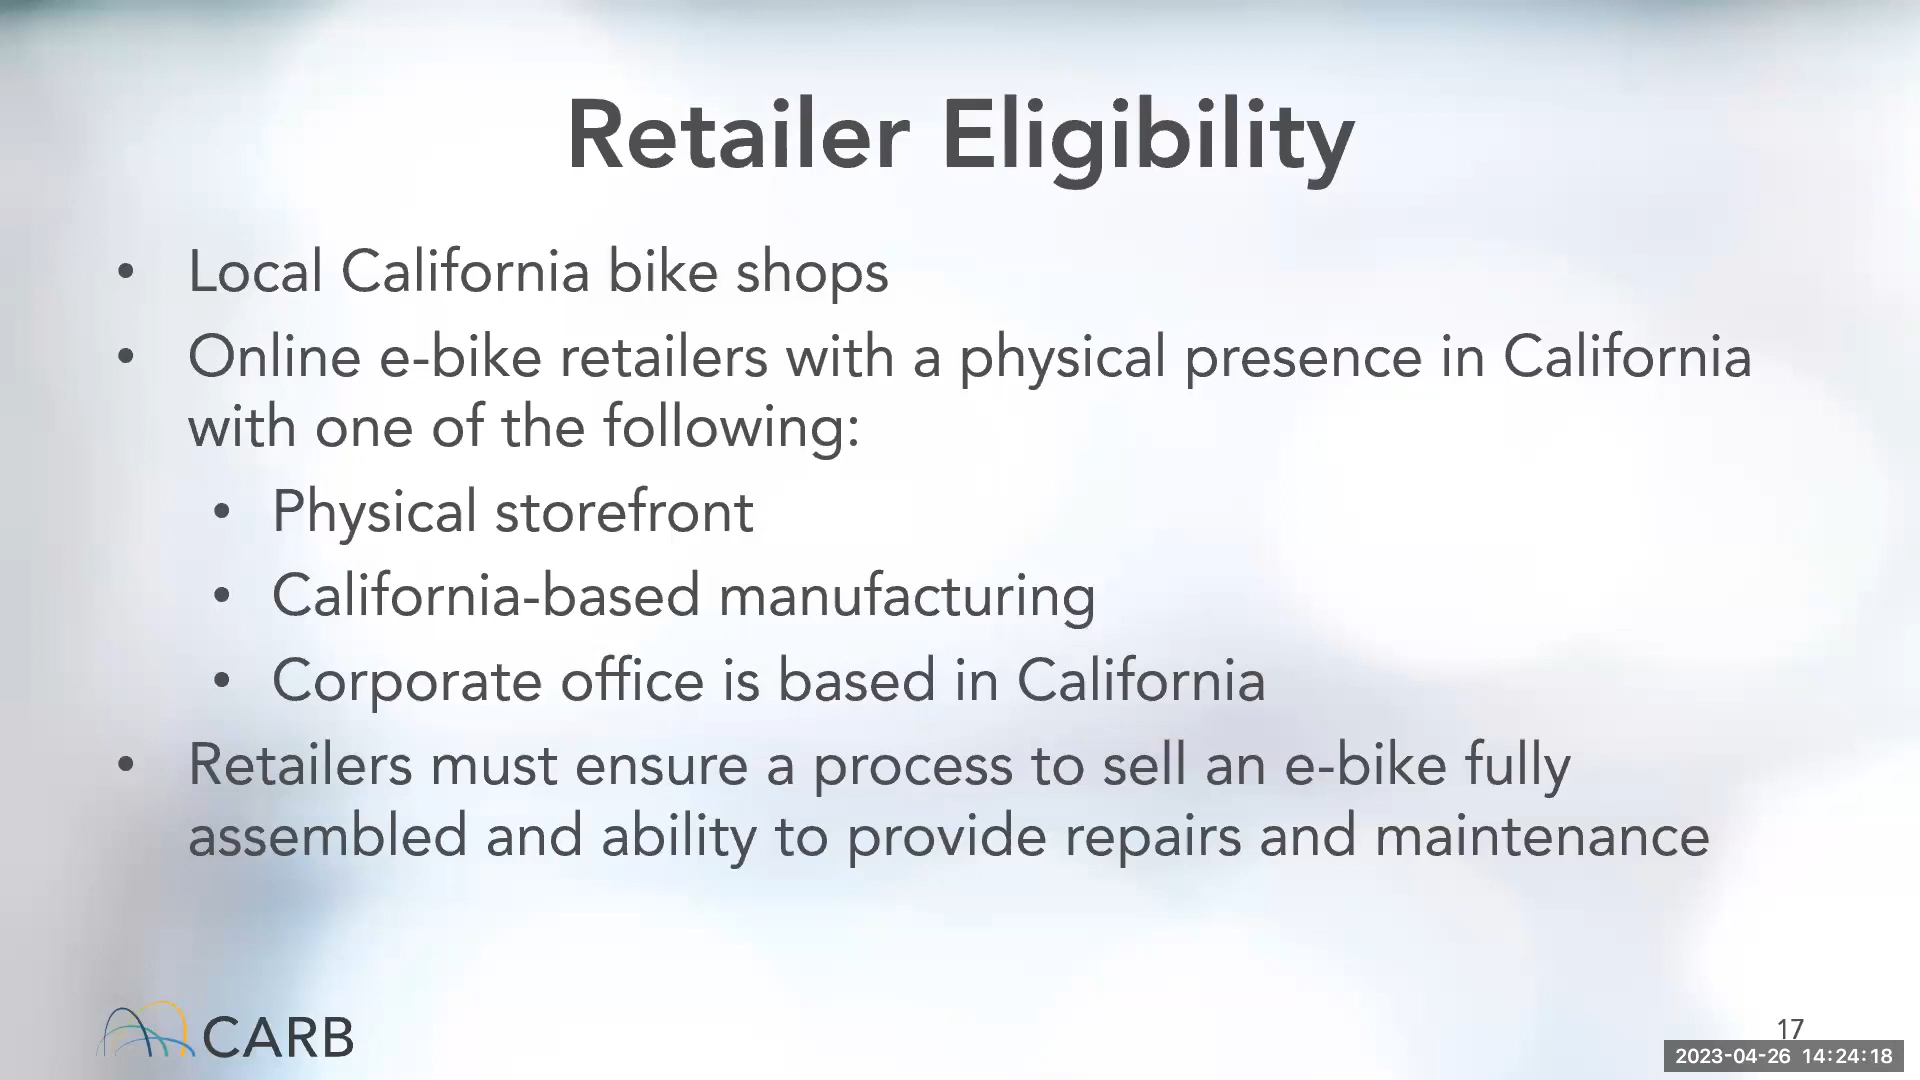 Retailer Eligibility
• Local California bike shops
• Online e-bike retailers with a physical presence in California
with one of the following:
• Physical storefront
• California-based manufacturing
• Corporate office is based in California
• Retailers must ensure a process to sell an e-bike fully
assembled and ability to provide repairs and maintenance
CARB
17
2023-04-26 14:24:18